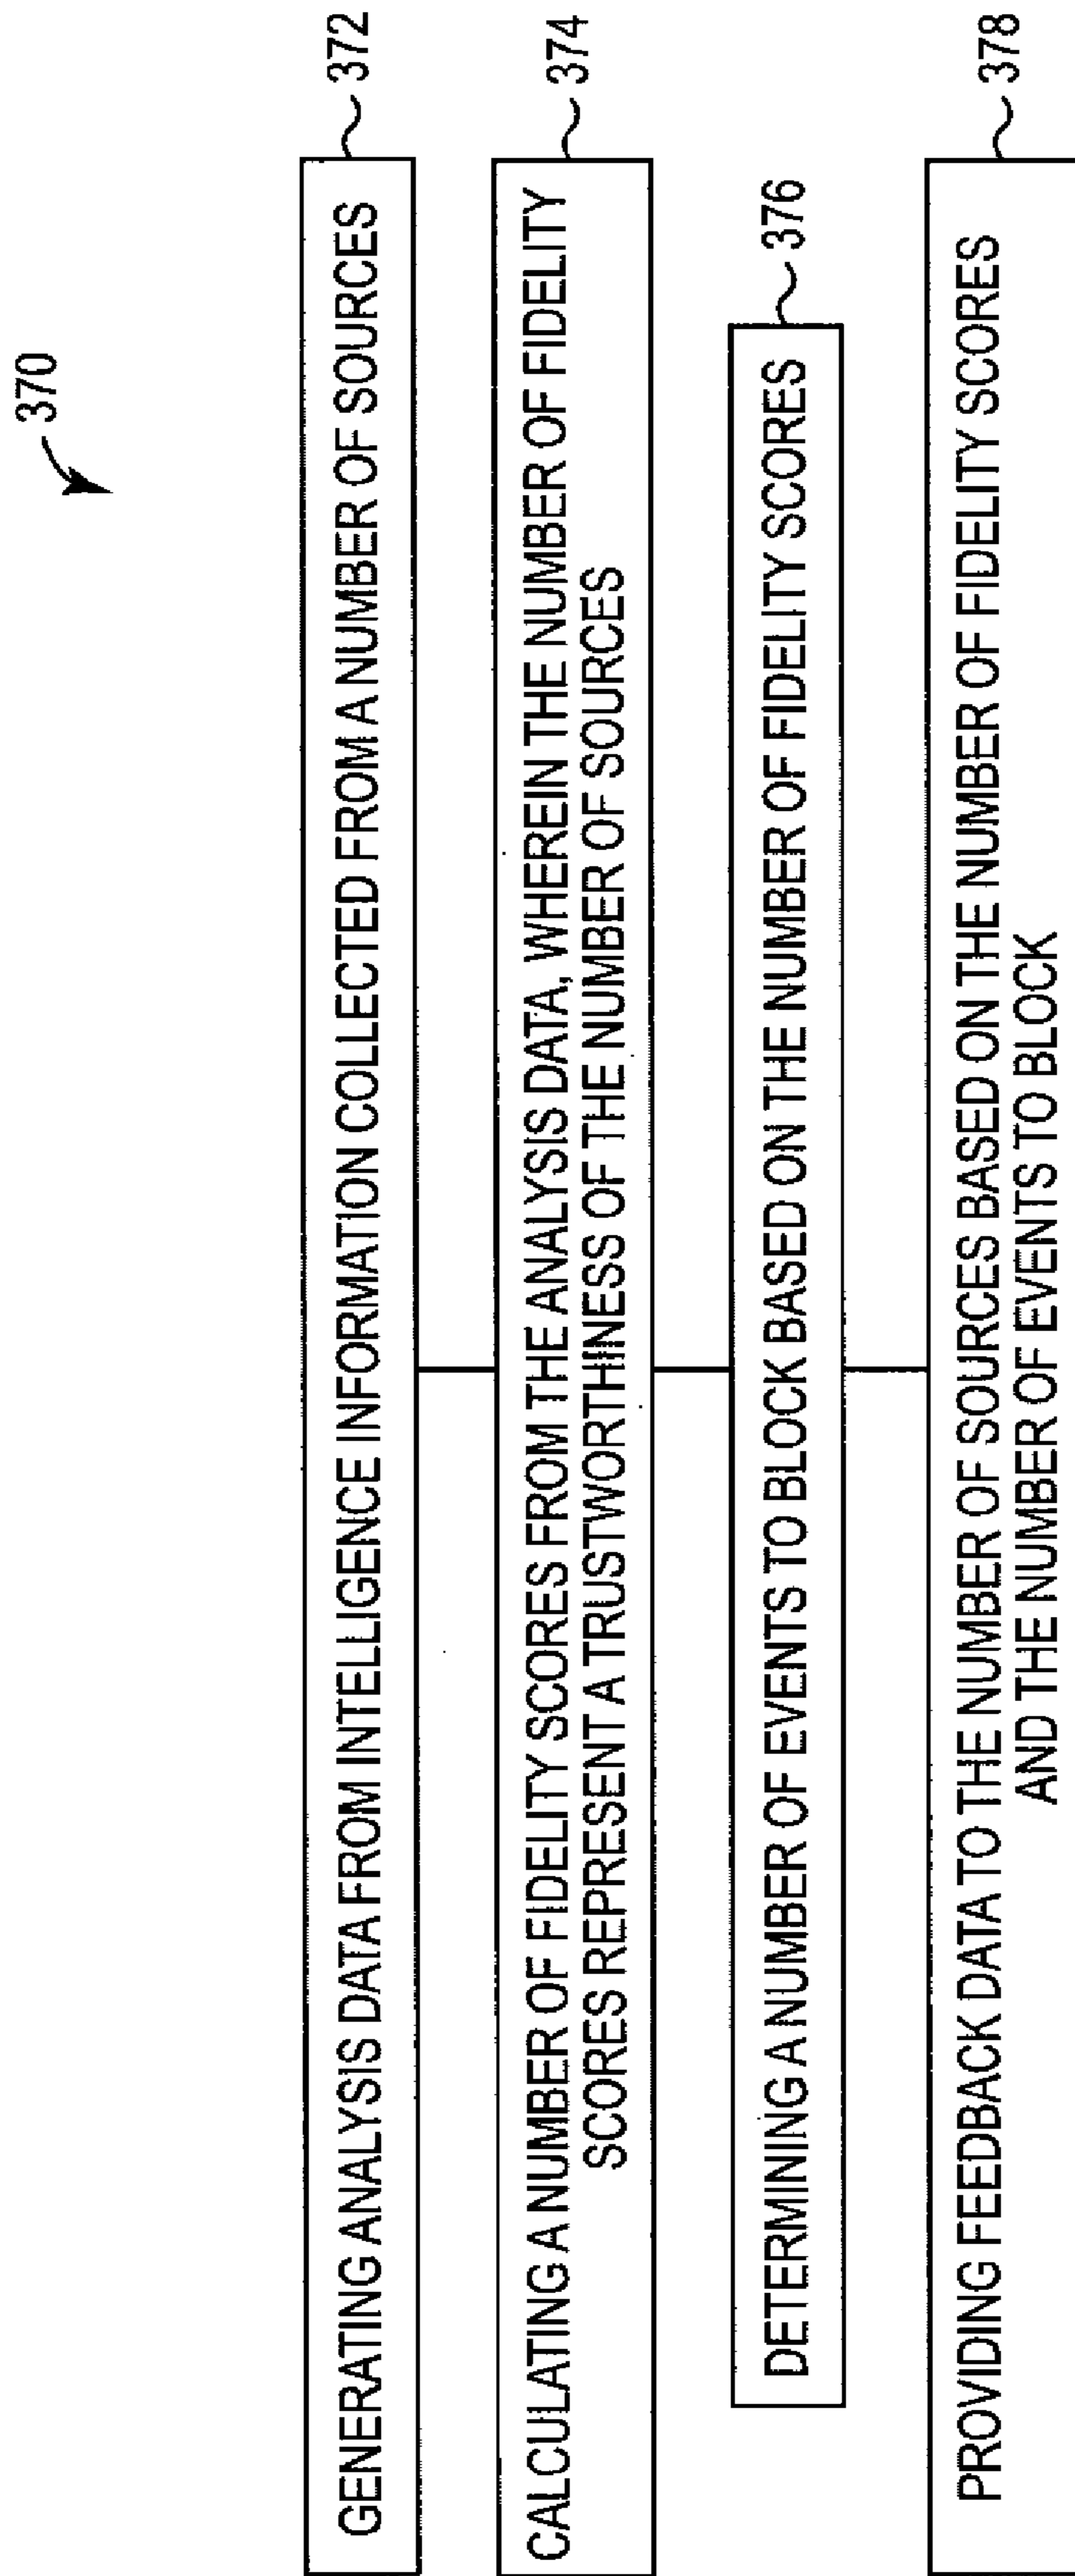 370
GENERATING ANALYSIS DATA FROM INTELLIGENCE INFORMATION COLLECTED FROM A NUMBER OF SOURCES
372
CALCULATING A NUMBER OF FIDELITY SCORES FROM THE ANALYSIS DATA, WHEREIN THE NUMBER OF FIDELITY
SCORES REPRESENT A TRUSTWORTHINESS OF THE NUMBER OF SOURCES
374
DETERMINING A NUMBER OF EVENTS TO BLOCK BASED ON THE NUMBER OF FIDELITY SCORES
376
PROVIDING FEEDBACK DATA TO THE NUMBER OF SOURCES BASED ON THE NUMBER OF FIDELITY SCORES
AND THE NUMBER OF EVENTS TO BLOCK
378